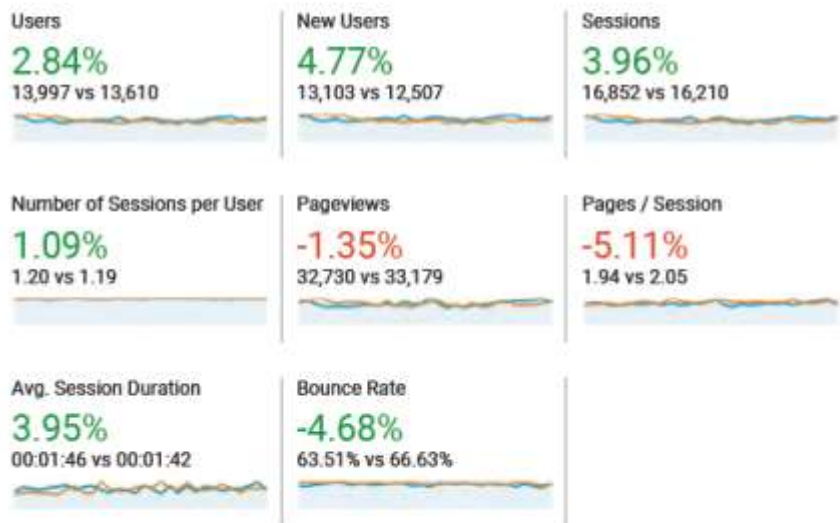 Users
2.84%
13,997 vs 13,610
New Users
4.77%
13,103 vs 12,507
Sessions
3.96%
16,852 vs 16,210
Number of Sessions per User
1.09%
1.20 vs 1.19
Pageviews
-1.35%
32,730 vs 33,179
Pages / Session
-5.11%
1.94 vs 2.05
Avg. Session Duration
3.95%
00:01:46 vs 00:01:42
Bounce Rate
-4.68%
63.51% vs 66.63%